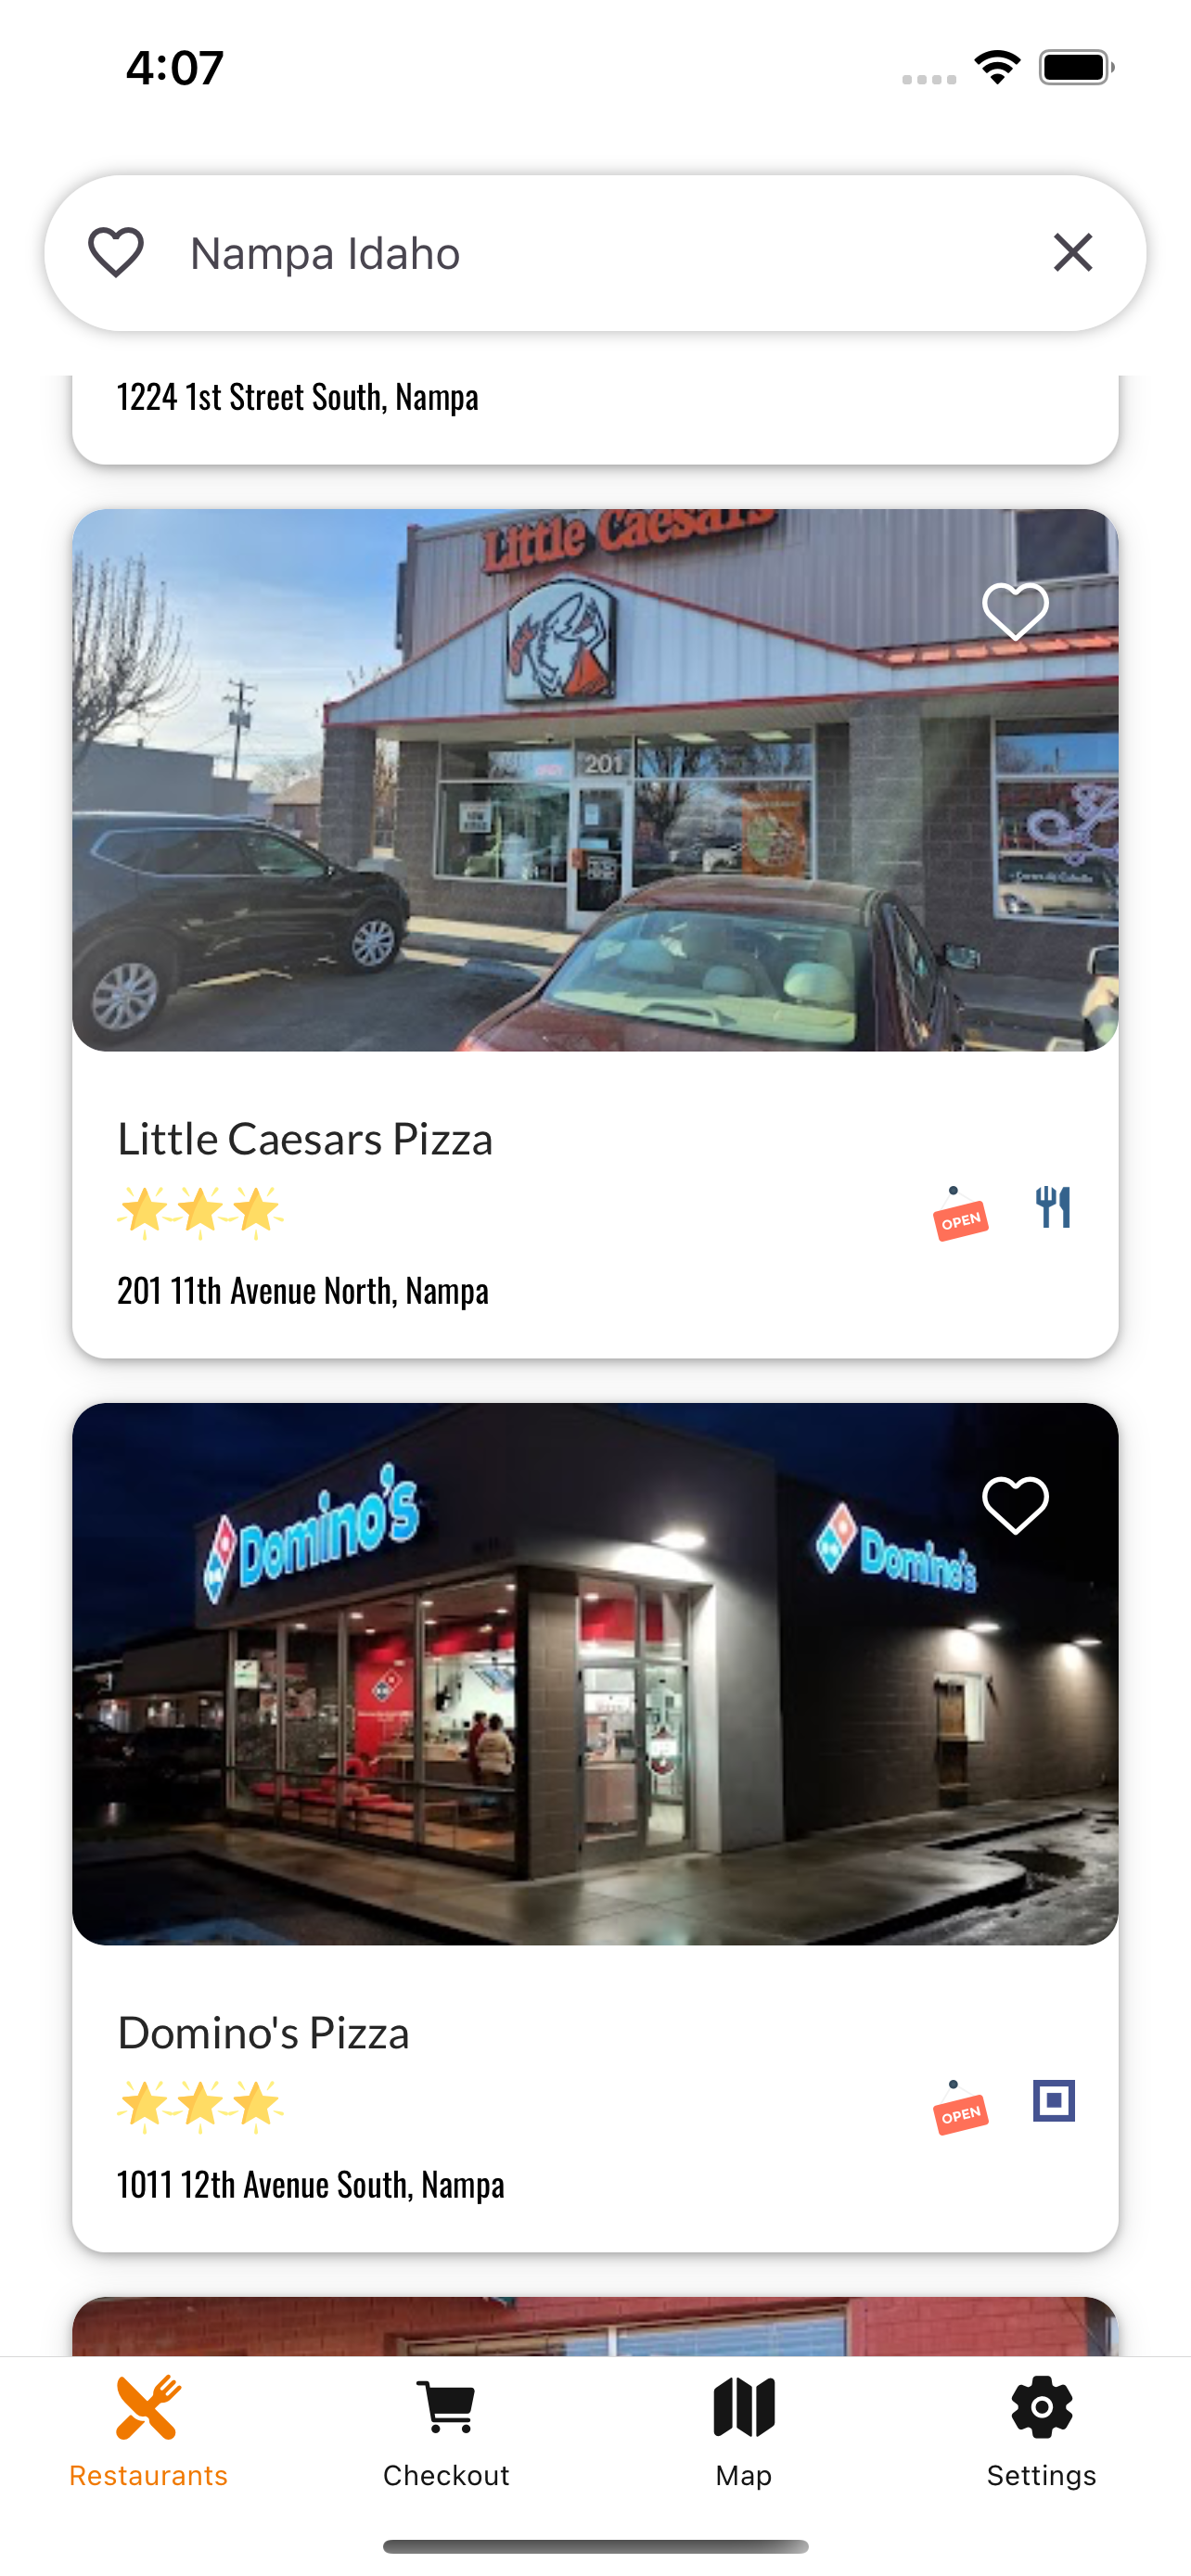 4:07
Nampa Idaho
1224 1st Street South, Nampa
Little Caesars
201
Little Caesars Pizza
OPEN
201 11th Avenue North, Nampa
Domino's
Domino's
Domino's Pizza
OPEN
1011 12th Avenue South, Nampa
Restaurants
Checkout
Map
Settings